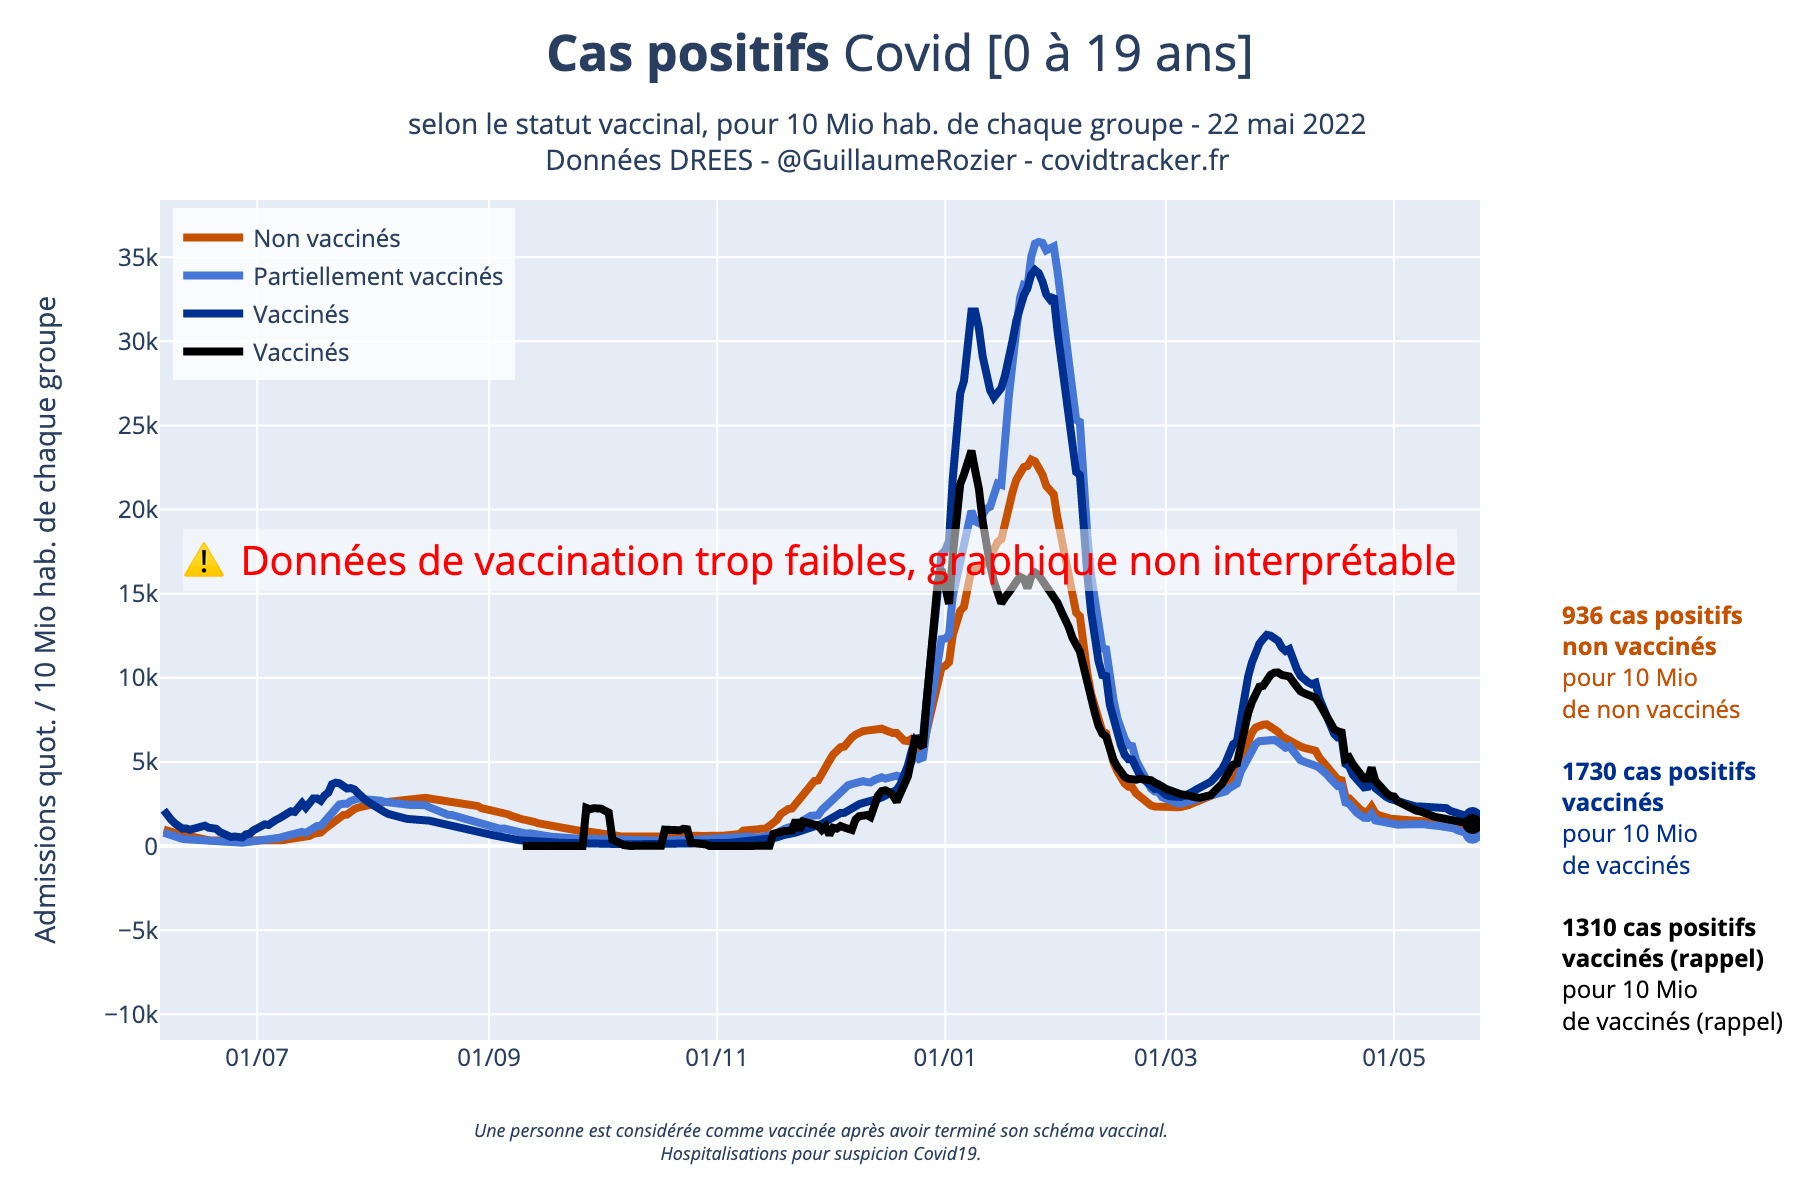 Cas positifs Covid [0 à 19 ans]
selon le statut vaccinal, pour 10 Mio hab. de chaque groupe - 22 mai 2022
Données DREES - @GuillaumeRozier - covidtracker.fr
Non vaccinés
Partiellement vaccinés
Vaccinés
Vaccinés
Admissions quot. / 10 Mio hab. de chaque groupe
35k
30k
25k
20k
15k
10k
5k
0
−5k
−10k
⚠️ Données de vaccination trop faibles, graphique non interprétable
01/07
01/09
01/11
01/01
01/03
01/05
936 cas positifs
non vaccinés
pour 10 Mio
de non vaccinés
1730 cas positifs
vaccinés
pour 10 Mio
de vaccinés
1310 cas positifs
vaccinés (rappel)
pour 10 Mio
de vaccinés (rappel)
Une personne est considérée comme vaccinée après avoir terminé son schéma vaccinal.
Hospitalisations pour suspicion Covid19.